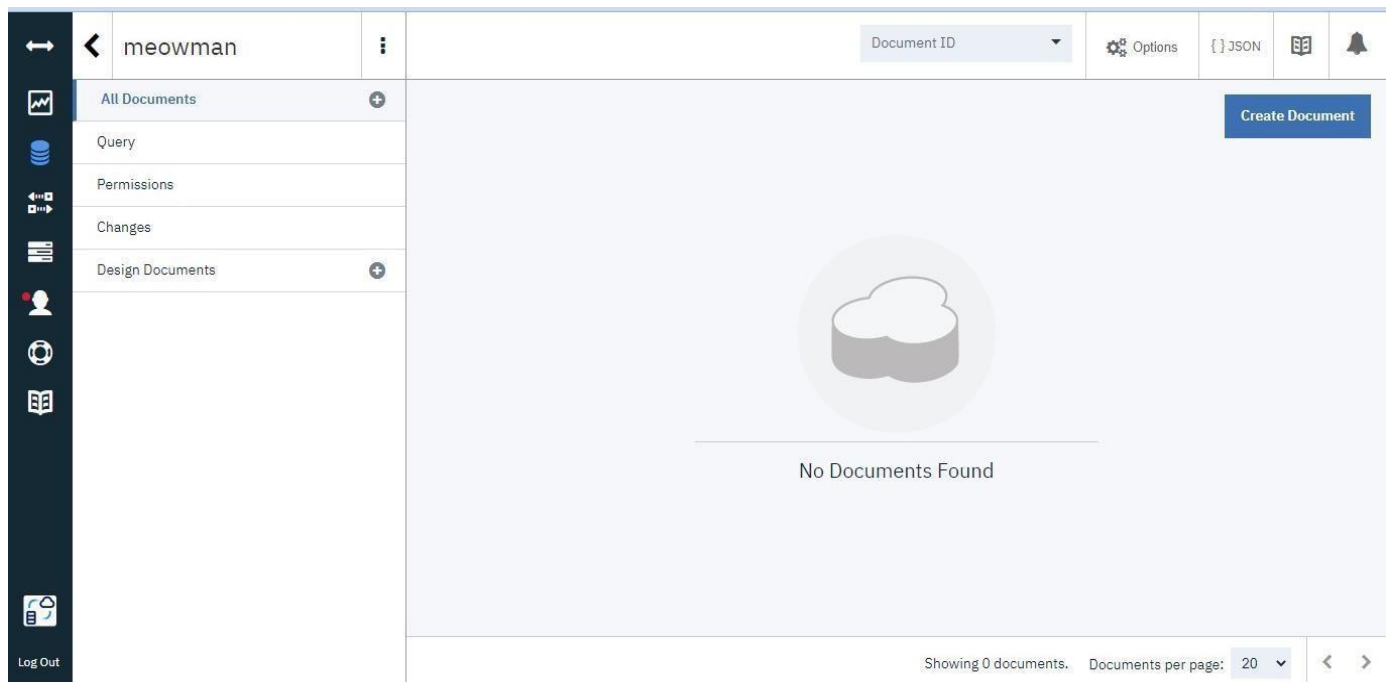 meowman
Document ID
Options
{ } JSON
All Documents
Create Document
Query
Permissions
Changes
Design Documents
No Documents Found
Log Out
Showing 0 documents. Documents per page: 20